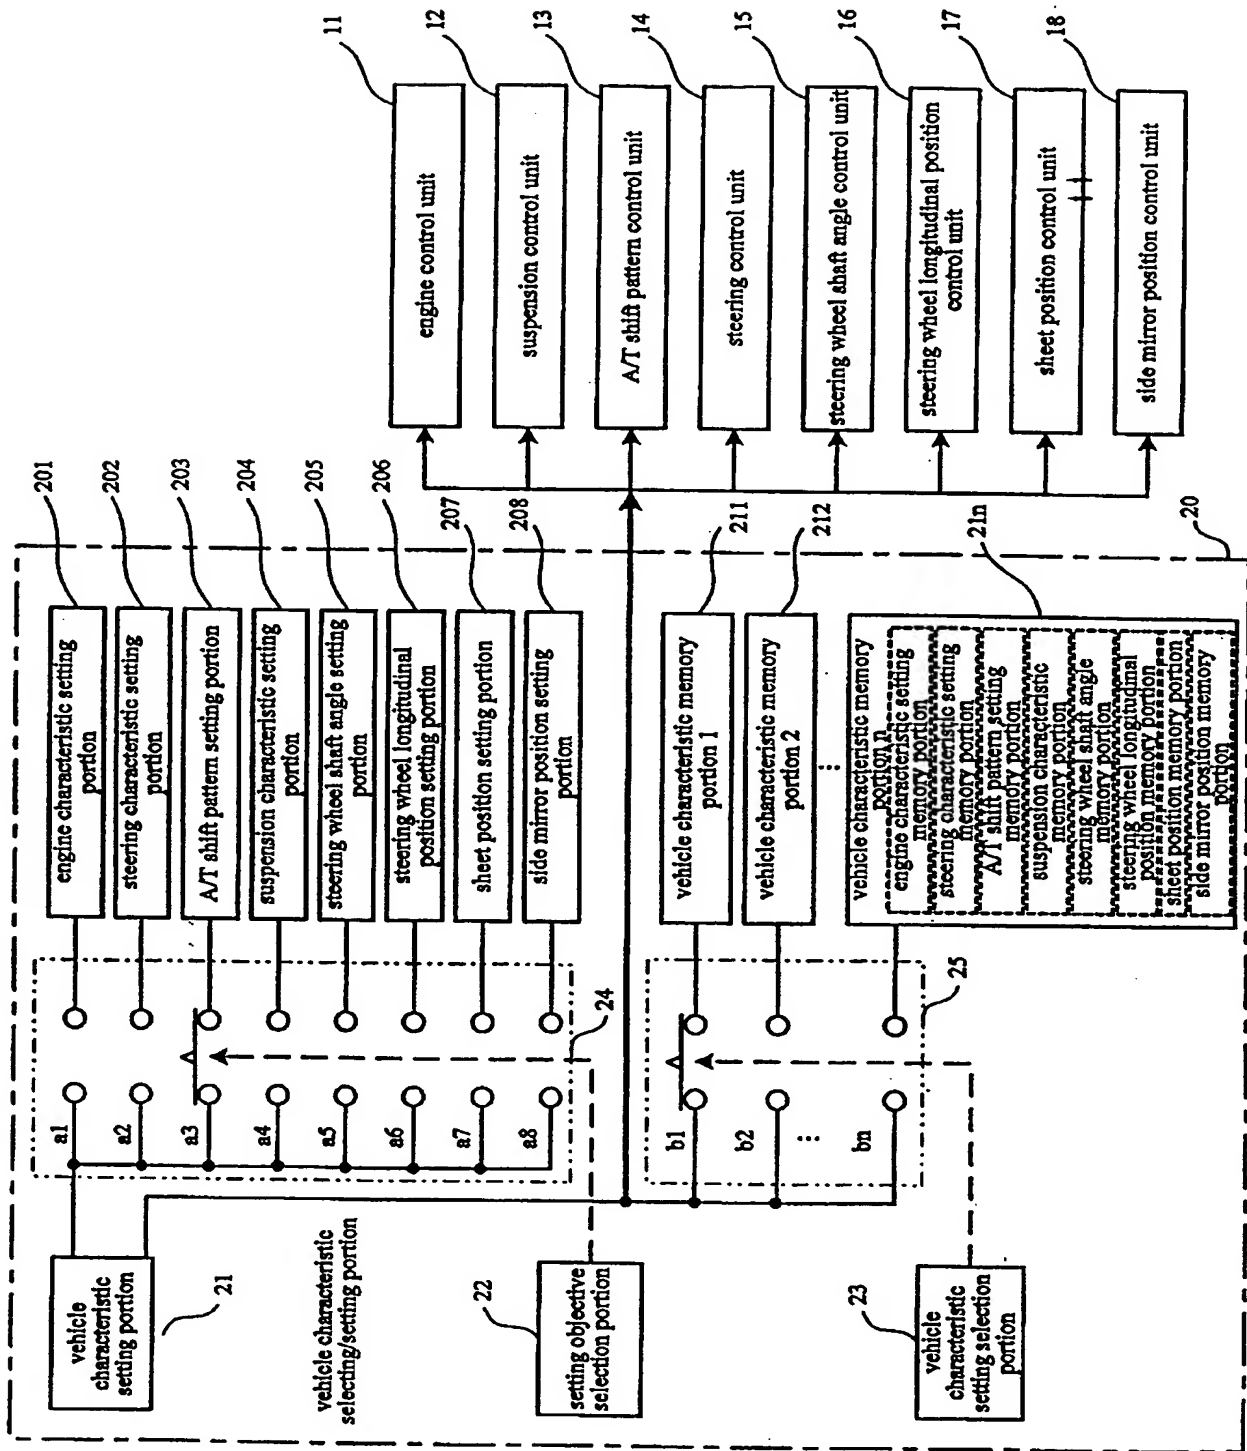 11
engine control unit
12
suspension control unit
13
A/T shift pattern control unit
14
steering control unit
15
steering wheel shaft angle control unit
16
steering wheel longitudinal position
control unit
17
sheet position control unit
18
side mirror position control unit
20
vehicle characteristic
selecting/setting portion
21
vehicle
characteristic
setting portion
22
setting objective
selection portion
23
vehicle
characteristic
setting selection
portion
24
a1
a2
a3
a4
a5
a6
a7
a8
201
engine characteristic setting
portion
202
steering characteristic setting
portion
203
A/T shift pattern setting portion
204
suspension characteristic setting
portion
205
steering wheel shaft angle setting
portion
206
steering wheel longitudinal
position setting portion
207
sheet position setting portion
208
side mirror position setting
portion
25
b1
b2
...
bn
211
vehicle characteristic memory
portion 1
212
vehicle characteristic memory
portion 2
...
21n
vehicle characteristic memory
portion n
engine characteristic setting
memory portion
steering characteristic setting
memory portion
A/T shift pattern setting
memory portion
suspension characteristic
memory portion
steering wheel shaft angle
memory portion
steering wheel longitudinal
position memory portion
sheet position memory portion
side mirror position memory
portion